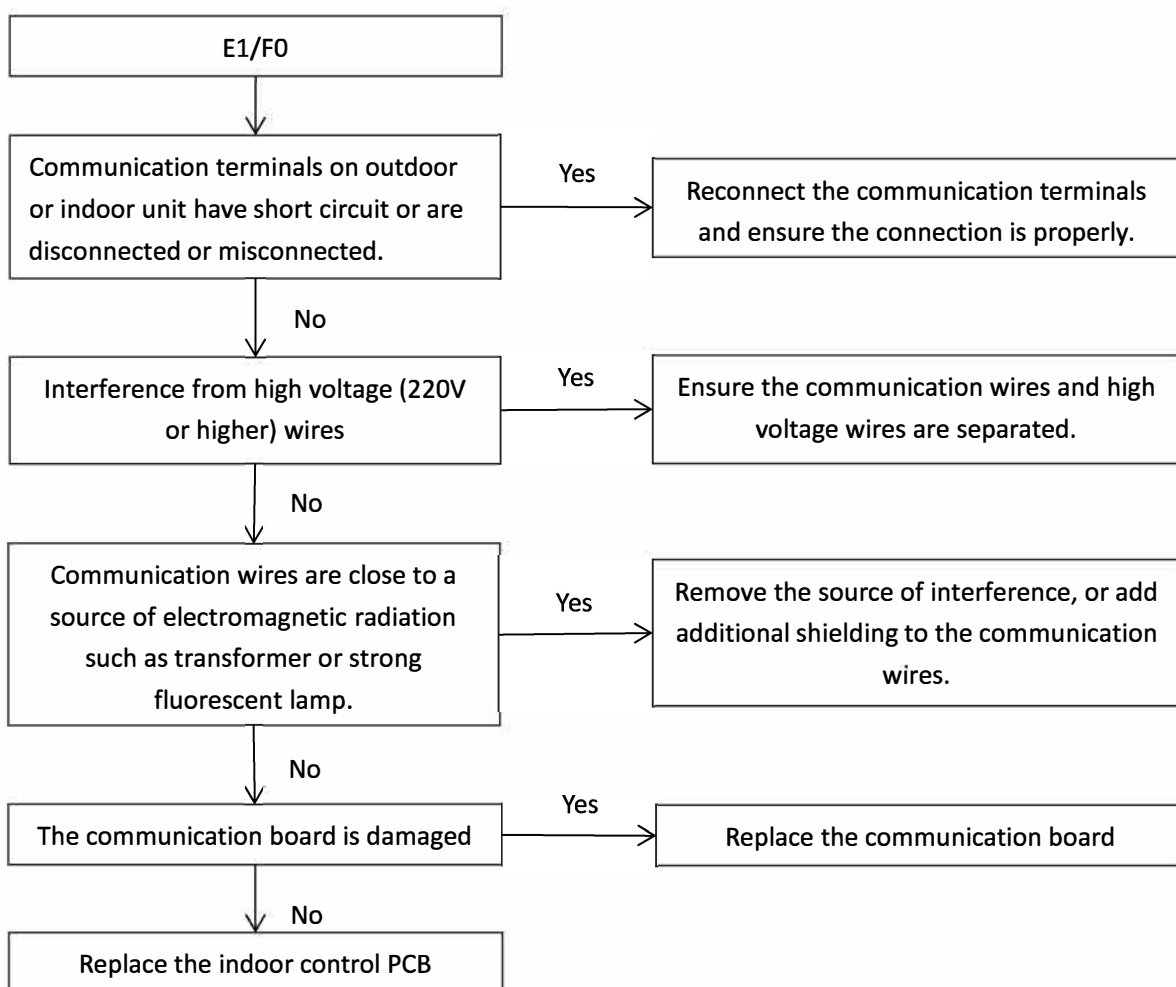 E1/F0
Communication terminals on outdoor
or indoor unit have short circuit or are
disconnected or misconnected.
Yes
Reconnect the communication terminals
and ensure the connection is properly.
No
Interference from high voltage (220V
or higher) wires
Yes
Ensure the communication wires and high
voltage wires are separated.
No
Communication wires are close to a
source of electromagnetic radiation
such as transformer or strong
fluorescent lamp.
Yes
Remove the source of interference, or add
additional shielding to the communication
wires.
No
The communication board is damaged
Yes
Replace the communication board
No
Replace the indoor control PCB